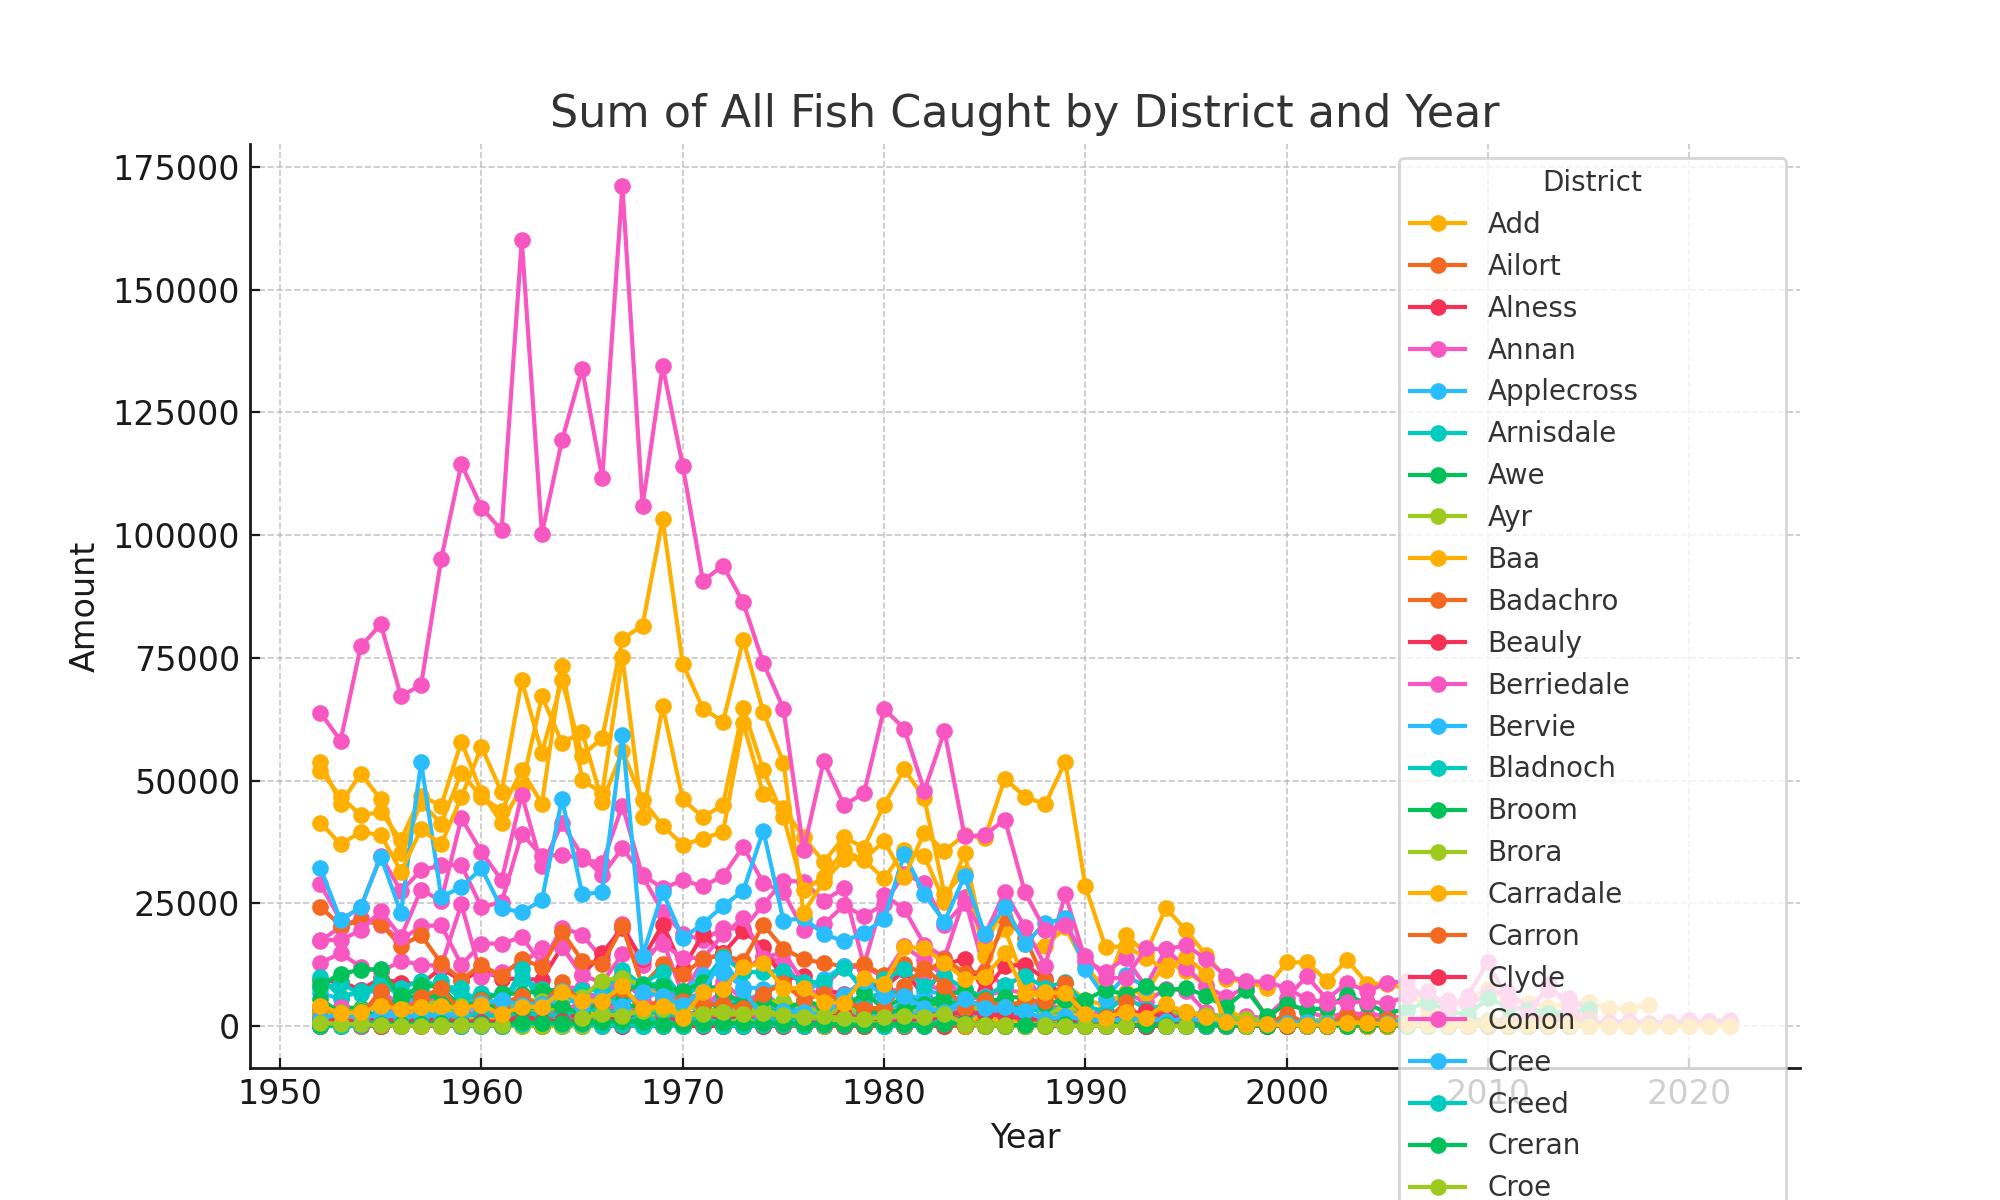 Sum of All Fish Caught by District and Year
175000
150000
125000
100000
75000
50000
25000
0
Amount
1950
1960
1970
1980
1990
2000
2010
2020
Year
District
Add
Ailort
Alness
Annan
Applecross
Arnisdale
Awe
Ayr
Baa
Badachro
Beauly
Berriedale
Bervie
Bladnoch
Broom
Brora
Carradale
Carron
Clyde
Conon
Cree
Creed
Creran
Croe